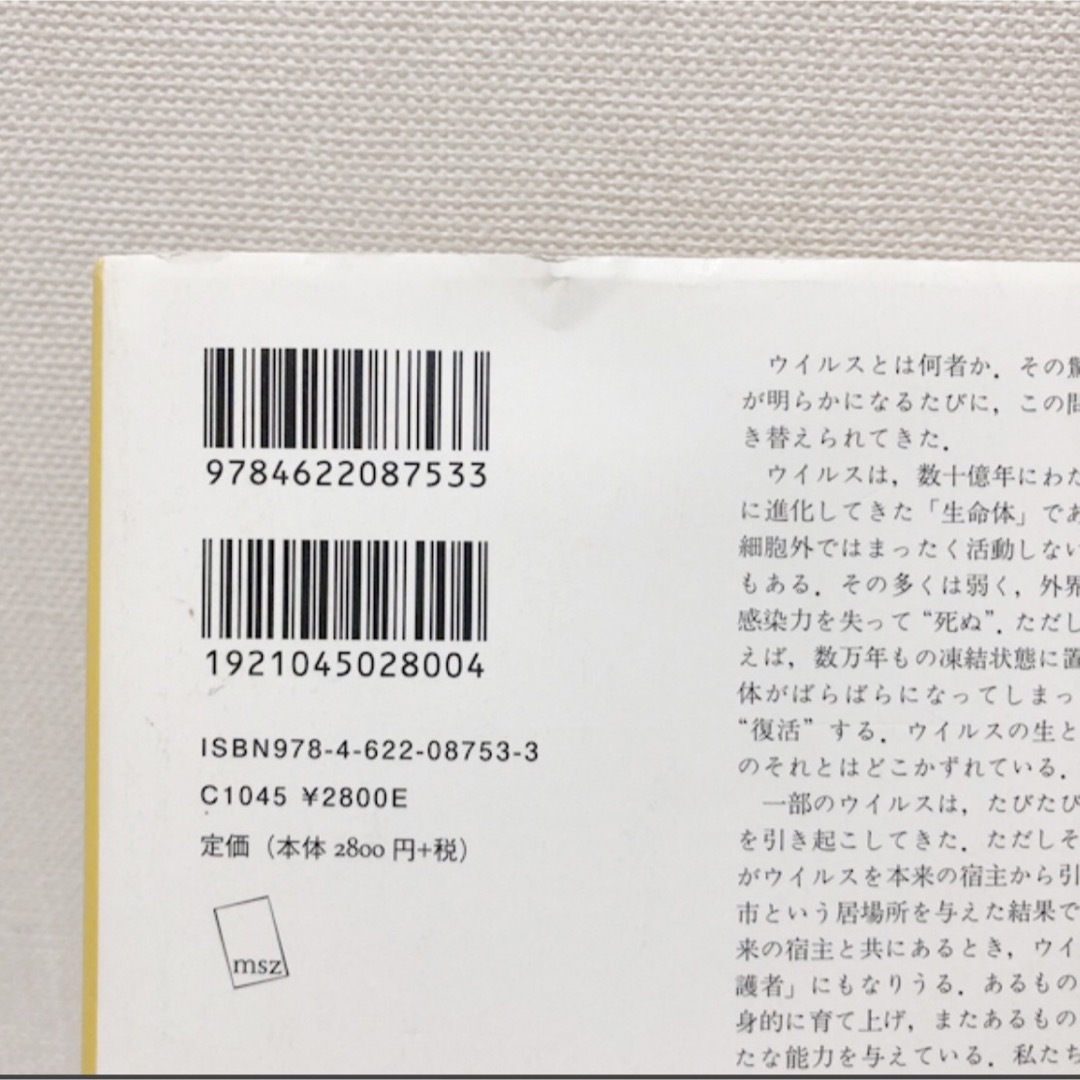 9784622087533
1921045028004
ISBN978-4-622-08753-3
C1045 ¥2800E
定価（本体 2800 円+税）
msz
ウイルスとは何者か．その驚
が明らかになるたびに，この問
き替えられてきた．
ウイルスは，数十億年にわた
に進化してきた「生命体」であ
細胞外ではまったく活動しない
もある．その多くは弱く，外界
感染力を失って“死ぬ”．ただし
えば，数万年もの凍結状態に置
体がばらばらになってしまっ
“復活”する．ウイルスの生と
のそれとはどこかずれている．
一部のウイルスは，たびたび
を引き起こしてきた．ただしそ
がウイルスを本来の宿主から引
市という居場所を与えた結果で
来の宿主と共にあるとき，ウイ
護者」にもなりうる．あるもの
身的に育て上げ，またあるもの
たな能力を与えている．私たち